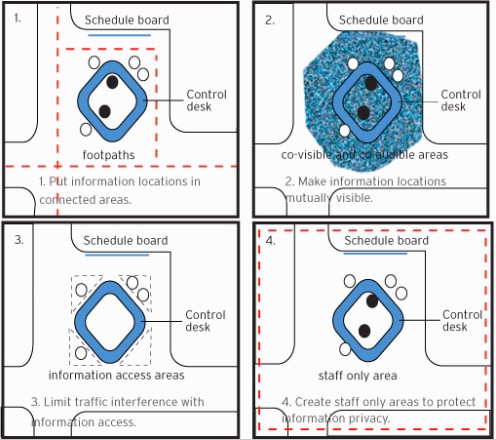 1.
Schedule board
Control
desk
footpaths
1. Put information locations in
connected areas.
2.
Schedule board
Control
desk
co-visible and co-audible areas
2. Make information locations
mutually visible.
3.
Schedule board
Control
desk
information access areas
3. Limit traffic interference with
information access.
4.
Schedule board
Control
desk
staff only area
4. Create staff only areas to protect
information privacy.